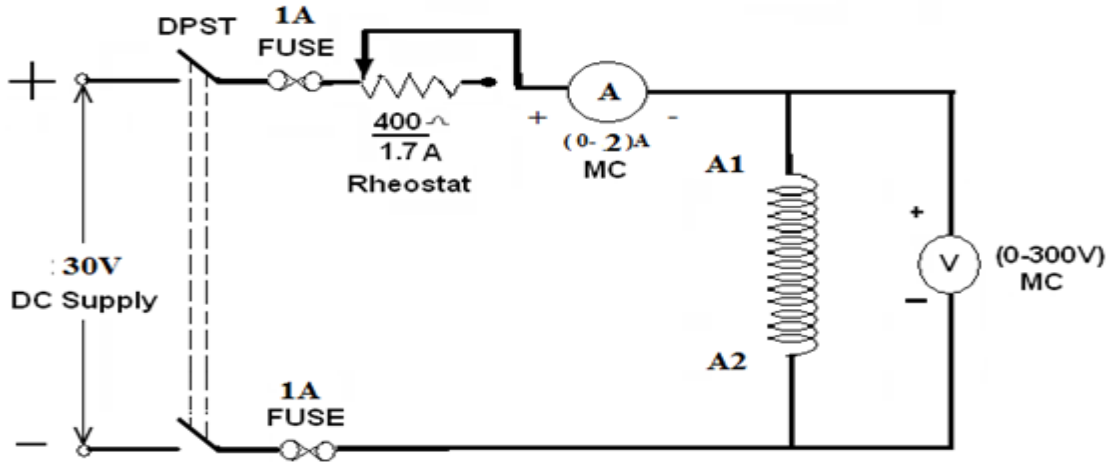 DPST
1A
FUSE
+
400 Ω
1.7 A
Rheostat
A
+ -
(0- 2)A
MC
A1
+
V
(0-300V)
MC
: 30V
DC Supply
A2
1A
FUSE
–
–